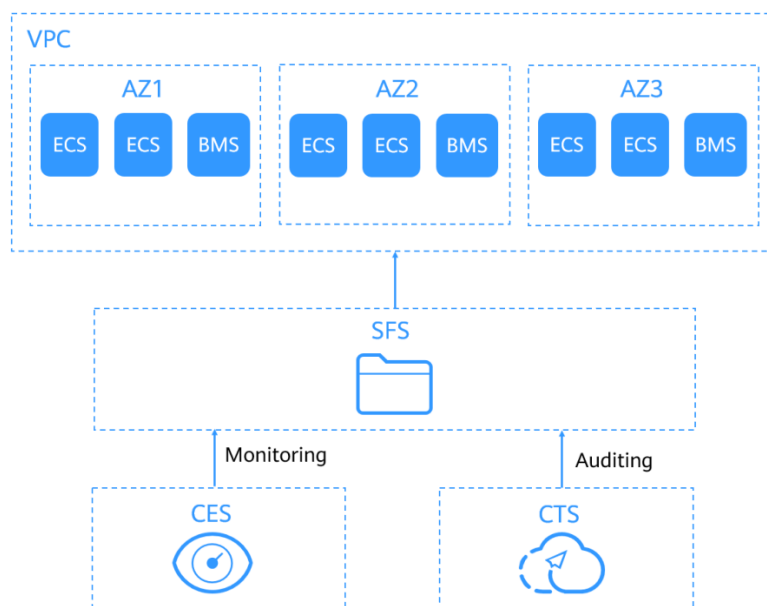 VPC
AZ1 AZ2 AZ3
ECS ECS BMS ECS ECS BMS ECS ECS BMS
SFS
Monitoring Auditing
CES CTS